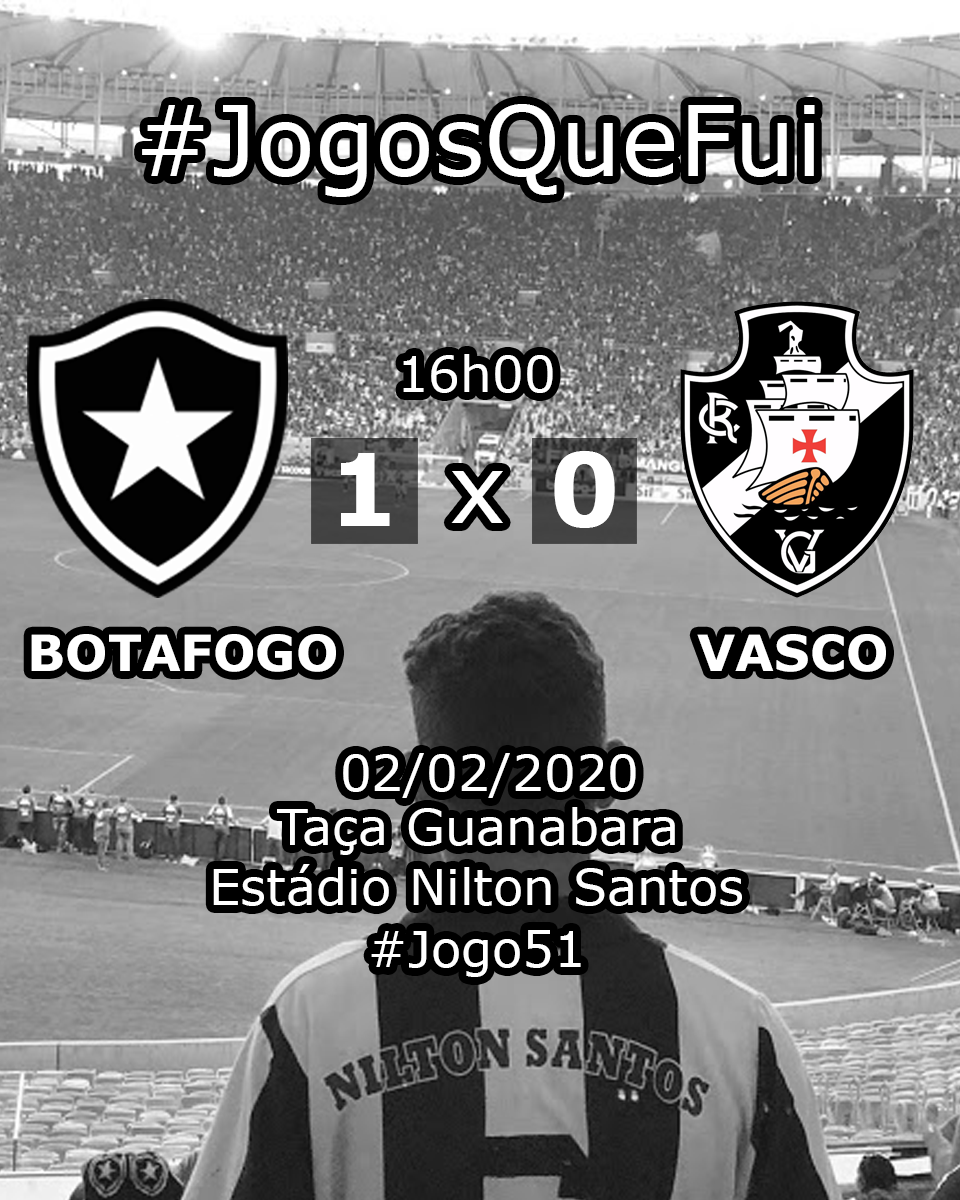 #JogosQueFui
16h00
1 x 0
BOTAFOGO
VASCO
02/02/2020
Taça Guanabara
Estádio Nilton Santos
#Jogo51
NILTON SANTOS